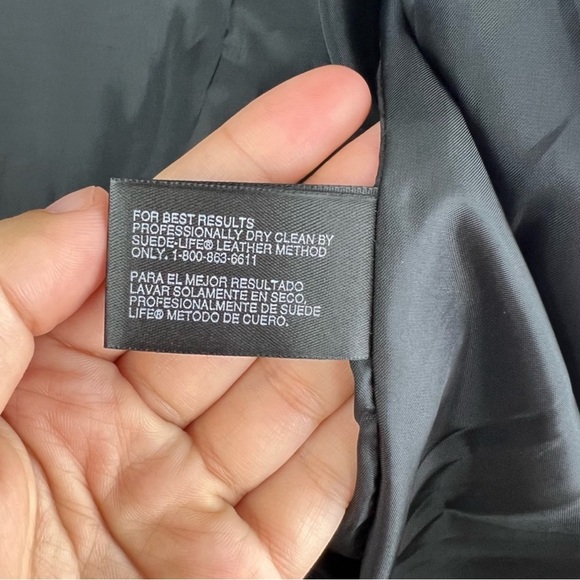 FOR BEST RESULTS
PROFESSIONALLY DRY CLEAN BY
SUEDE-LIFE® LEATHER METHOD
ONLY. 1-800-863-6611
PARA EL MEJOR RESULTADO
LAVAR SOLAMENTE EN SECO,
PROFESIONALMENTE DE SUEDE
LIFE® METODO DE CUERO.